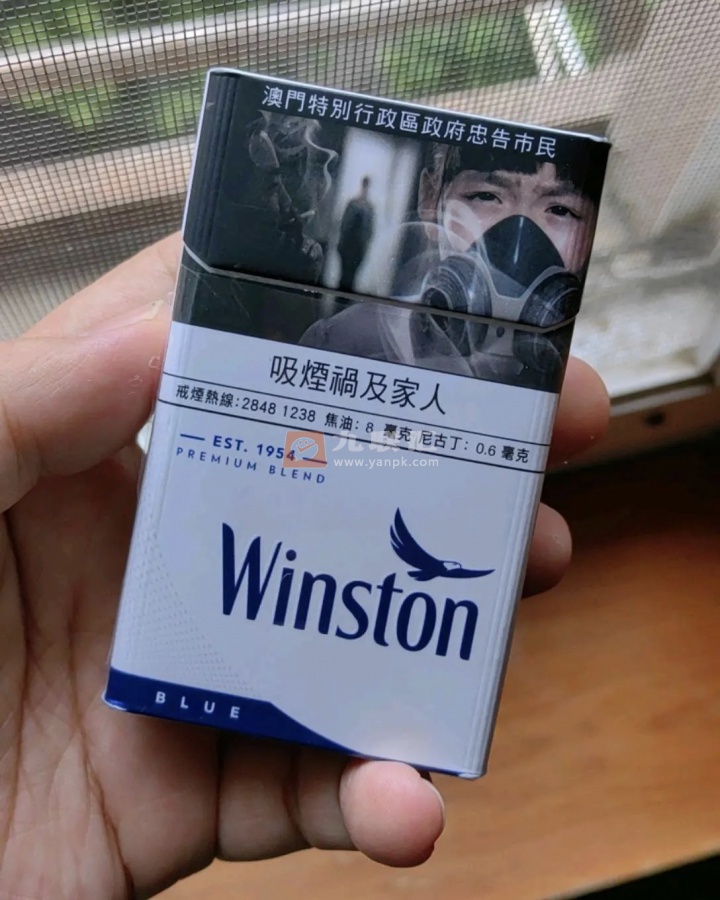 澳門特別行政區政府忠告市民
吸煙禍及家人
戒煙熱線:2848 1238 焦油: 8 毫克 尼古丁: 0.6 毫克
EST. 1954
PREMIUM BLEND
www.yanpk.com
Winston
BLUE